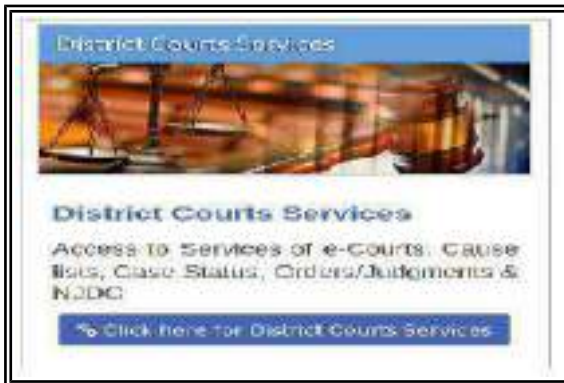 District Courts Services
District Courts Services
Access to Services of e-Courts. Cause
lists, Case Status, Orders/Judgments &
NJDG
Click here for District Courts Services